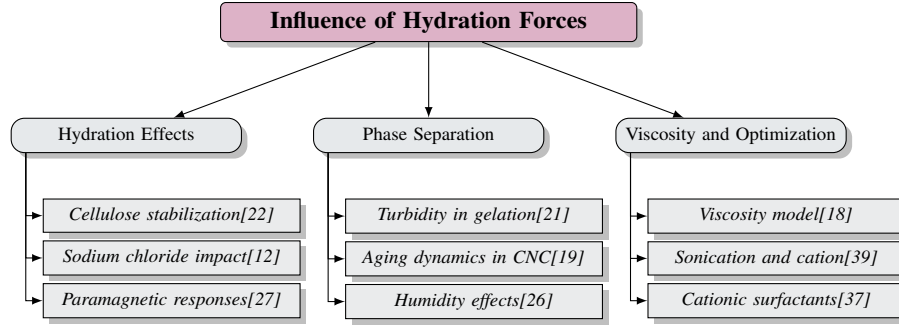 Influence of Hydration Forces
Hydration Effects
Phase Separation
Viscosity and Optimization
Cellulose stabilization[22]
Sodium chloride impact[12]
Paramagnetic responses[27]
Turbidity in gelation[21]
Aging dynamics in CNC[19]
Humidity effects[26]
Viscosity model[18]
Sonication and cation[39]
Cationic surfactants[37]